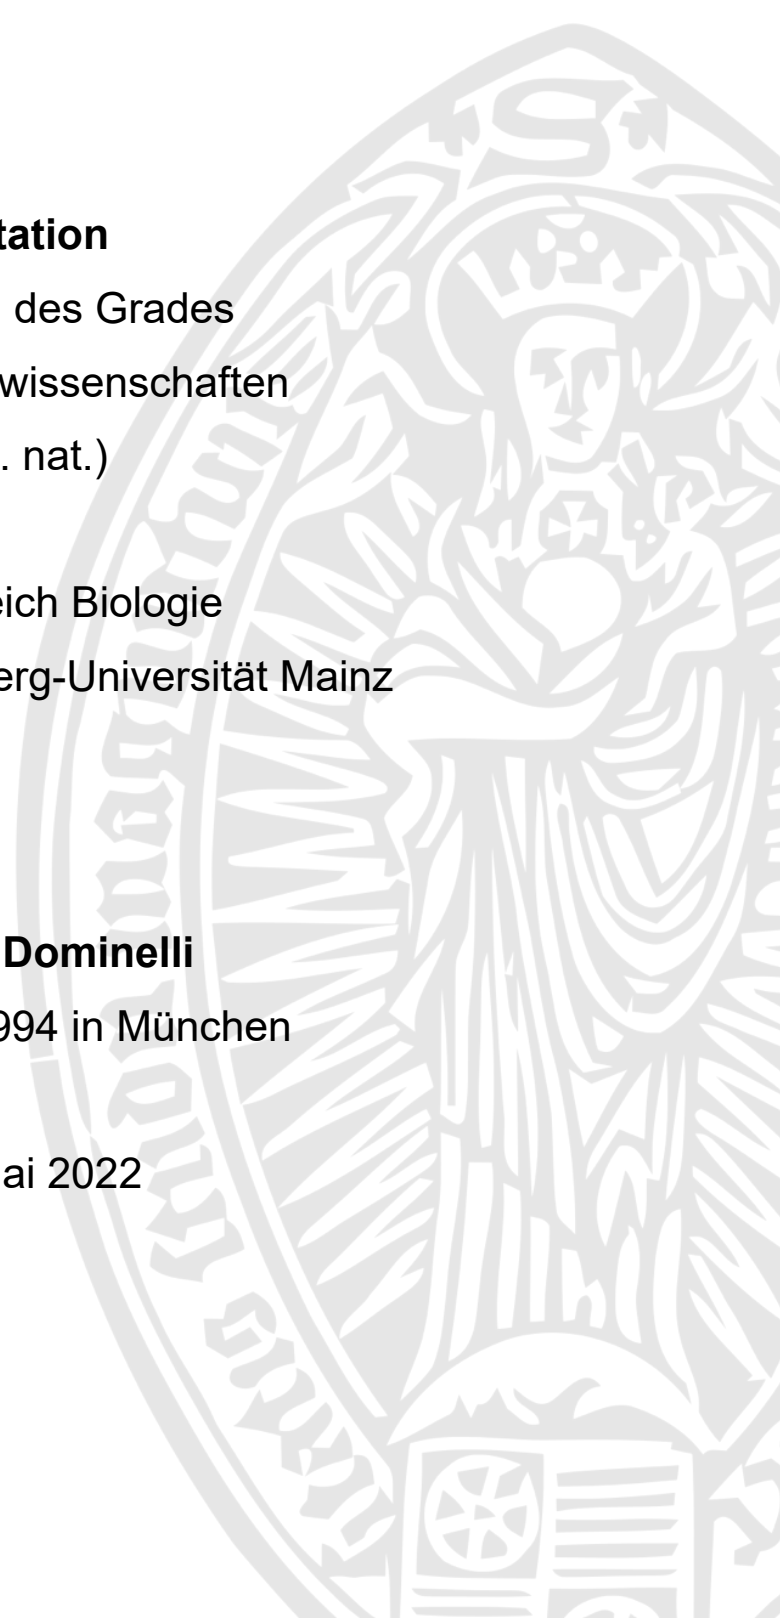 tation
des Grades
wissenschaften
. nat.)
eich Biologie
erg-Universität Mainz
Dominelli
994 in München
ai 2022